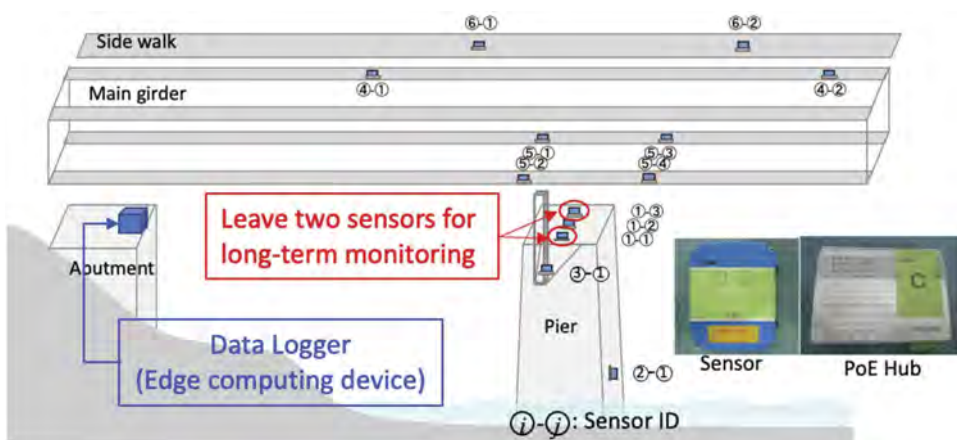 ⑥-① ⑥-②
Side walk
Main girder
④-① ④-②
⑤-① ⑤-③
⑤-② ⑤-④
Leave two sensors for
long-term monitoring
①-③
①-②
①-①
Abutment
③-①
Pier
Data Logger
(Edge computing device)
C
Sensor
PoE Hub
②-①
ⓘ-ⓙ: Sensor ID